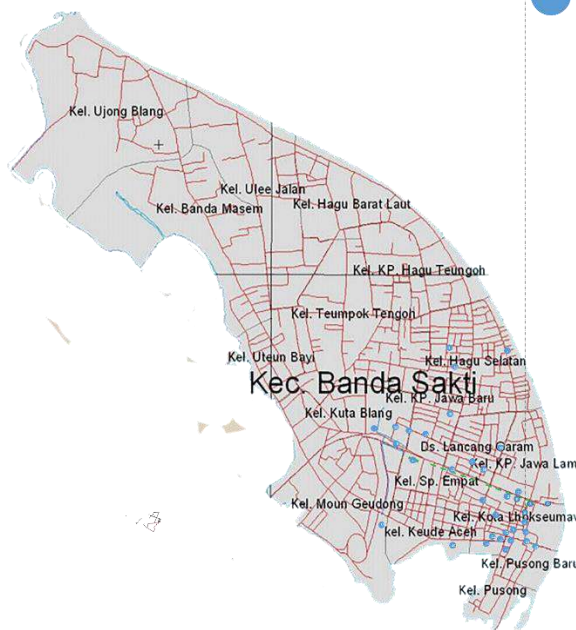 Kel. Ujong Blang
Kel. Ulee Jalan
Kel. Banda Masem
Kel. Hagu Barat Laut
Kel. KP. Hagu Teungoh
Kel. Teumpok Tengoh
Kel. Uteun Bayi
Kel. Hagu Selatan
Kec. Banda Sakti
Kel. KP. Jawa Baru
Kel. Kuta Blang
Ds. Lancang Garam
Kel. KP. Jawa Lam
Kel. Sp. Empat
Kel. Moun Geudong
Kel. Kota Lhokseumaw
kel. Keude Aceh
Kel. Pusong Baru
Kel. Pusong